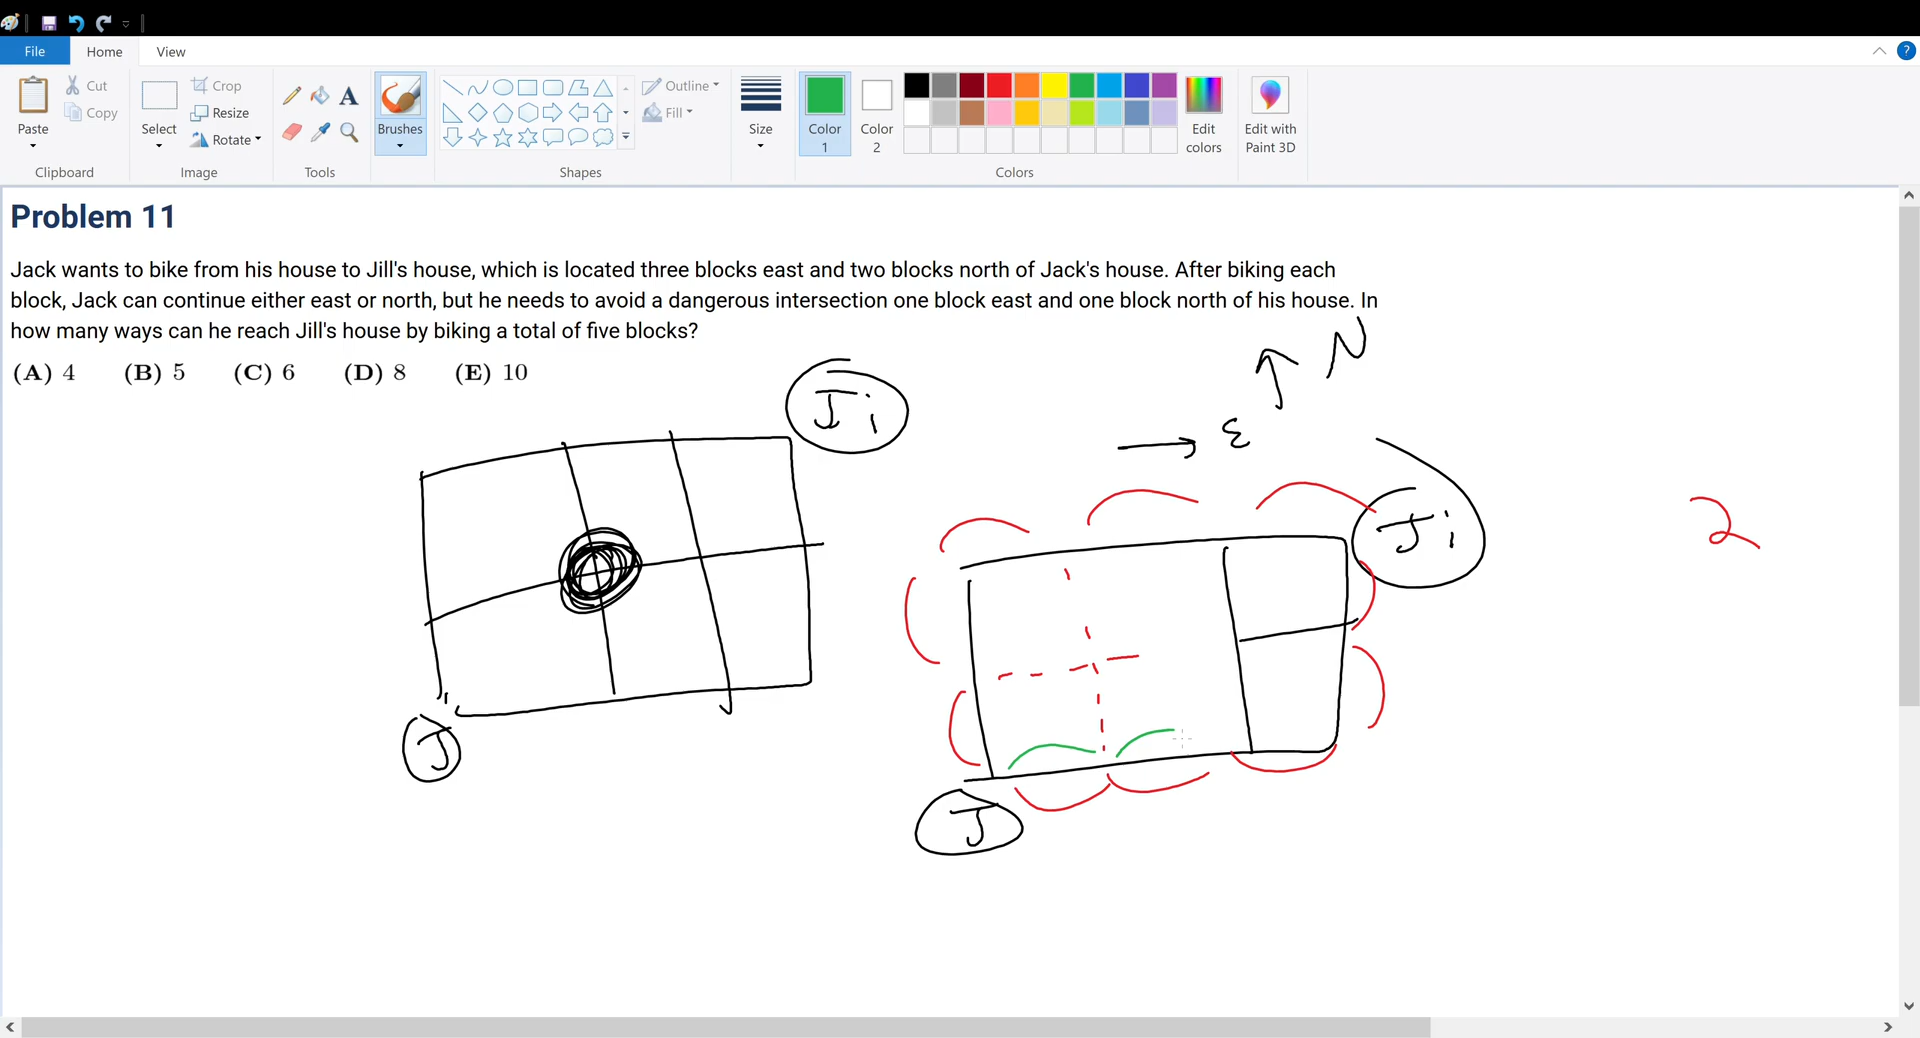 File Home View
Paste
Cut
Copy
Clipboard
Select
Crop
Resize
Rotate
Image
A
Tools
Brushes
Shapes
Outline
Fill
Size
Color 1
Color 2
Colors
Edit colors
Edit with Paint 3D
?
Problem 11
Jack wants to bike from his house to Jill's house, which is located three blocks east and two blocks north of Jack's house. After biking each
block, Jack can continue either east or north, but he needs to avoid a dangerous intersection one block east and one block north of his house. In
how many ways can he reach Jill's house by biking a total of five blocks?
(A) 4 (B) 5 (C) 6 (D) 8 (E) 10
N
E
Ji
Ji
2
J
J